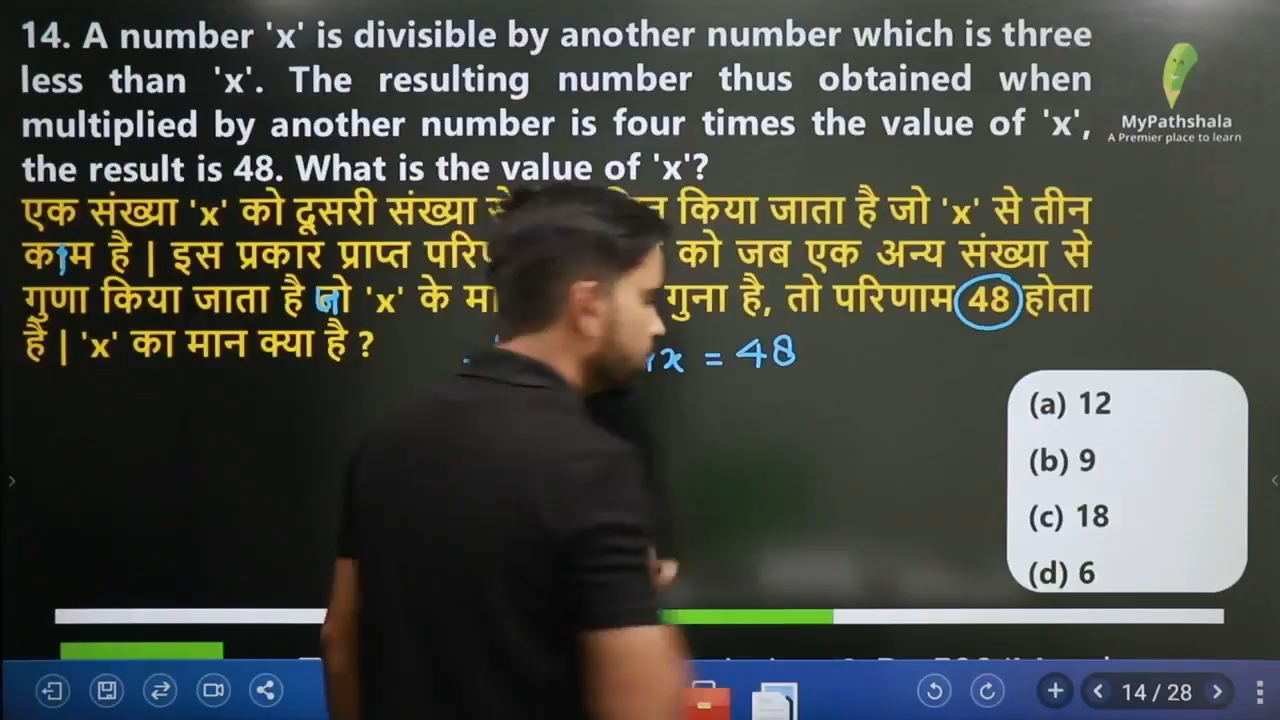 14. A number 'x' is divisible by another number which is three
less than 'x'. The resulting number thus obtained when
multiplied by another number is four times the value of 'x',
the result is 48. What is the value of 'x'?
MyPathshala
A Premier place to learn
एक संख्या 'x' को दूसरी संख्या किया जाता है जो 'x' से तीन
काम है | इस प्रकार प्राप्त को जब एक अन्य संख्या से
गुणा किया जाता है जो 'x' के गुना है, तो परिणाम 48 होता
है | 'x' का मान क्या है ?
x = 48
(a) 12
(b) 9
(c) 18
(d) 6
14 / 28